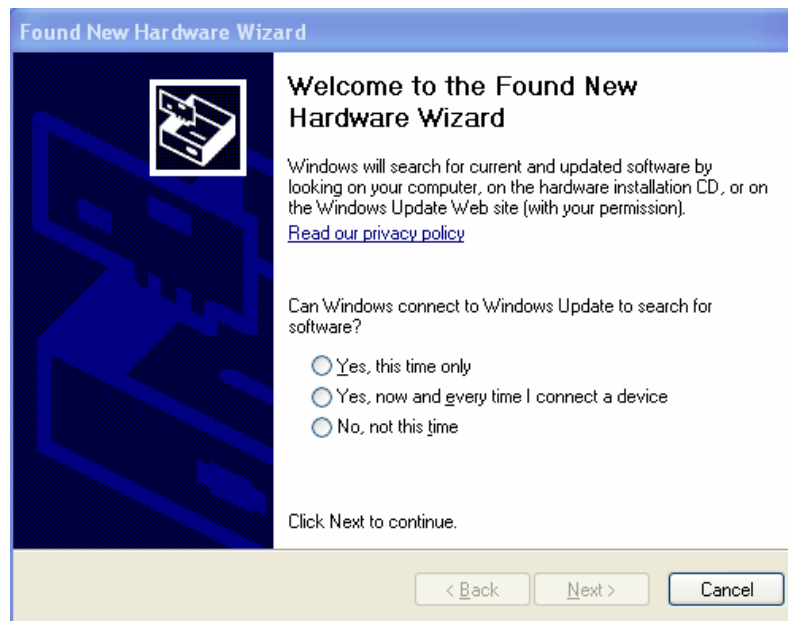 Found New Hardware Wizard
Welcome to the Found New
Hardware Wizard
Windows will search for current and updated software by
looking on your computer, on the hardware installation CD, or on
the Windows Update Web site (with your permission).
Read our privacy policy
Can Windows connect to Windows Update to search for
software?
Yes, this time only
Yes, now and every time I connect a device
No, not this time
Click Next to continue.
< Back Next > Cancel